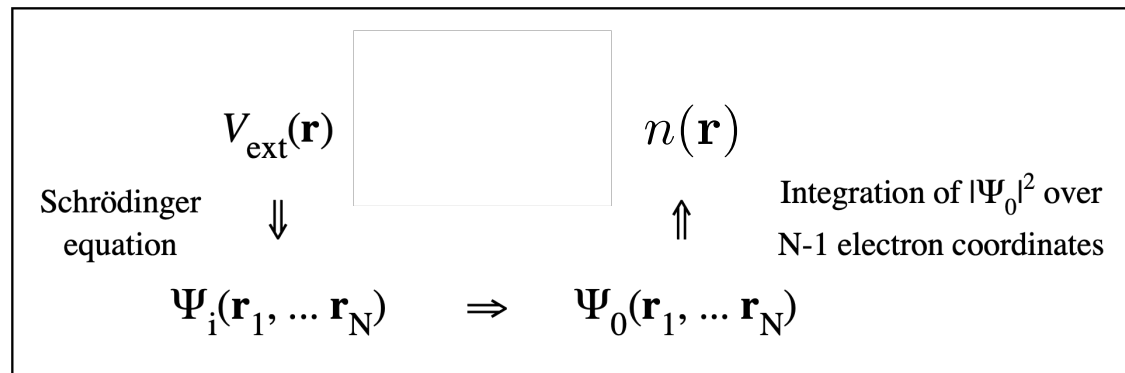 V_ext(r) n(r)
Schrödinger ⇓ ⇑ Integration of |Ψ_0|^2 over
equation N-1 electron coordinates
Ψ_i(r_1, ... r_N) ⇒ Ψ_0(r_1, ... r_N)